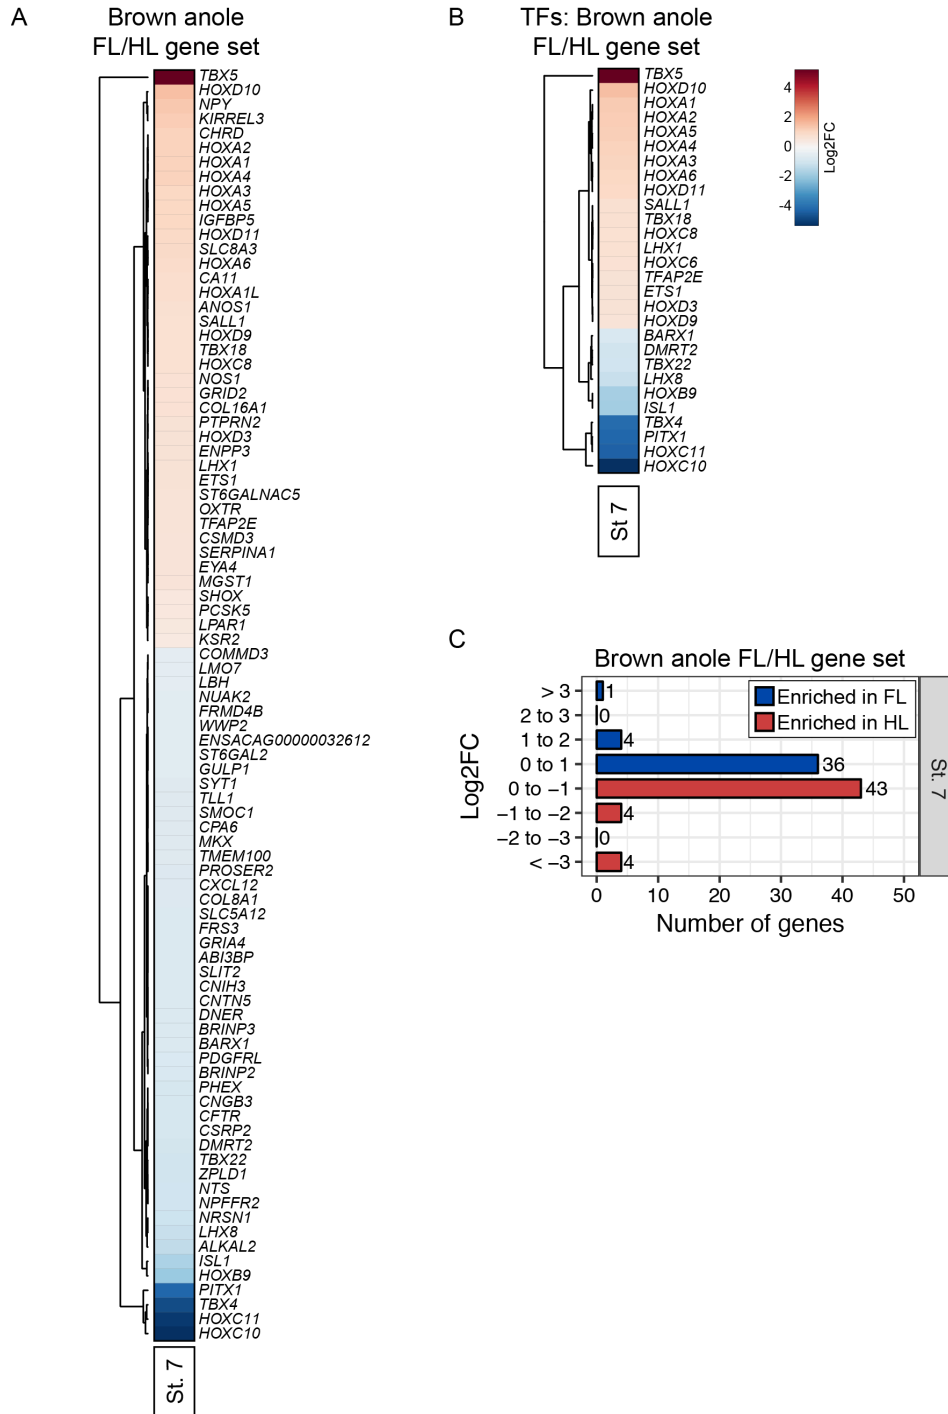 A
Brown anole
FL/HL gene set
TBX5
HOXD10
NPY
KIRREL3
CHRD
HOXA2
HOXA1
HOXA4
HOXA3
HOXA5
IGFBP5
HOXD11
SLC8A3
HOXA6
CA11
HOXA1L
ANOS1
SALL1
HOXD9
TBX18
HOXC8
NOS1
GRID2
COL16A1
PTPRN2
HOXD3
ENPP3
LHX1
ETS1
ST6GALNAC5
OXTR
TFAP2E
CSMD3
SERPINA1
EYA4
MGST1
SHOX
PCSK5
LPAR1
KSR2
COMMD3
LMO7
LBH
NUAK2
FRMD4B
WWP2
ENSACAG00000032612
ST6GAL2
GULP1
SYT1
TLL1
SMOC1
CPA6
MKX
TMEM100
PROSER2
CXCL12
COL8A1
SLC5A12
FRS3
GRIA4
ABI3BP
SLIT2
CNIH3
CNTN5
DNER
BRINP3
BARX1
PDGFRL
BRINP2
PHEX
CNGB3
CFTR
CSRP2
DMRT2
TBX22
ZPLD1
NTS
NPFFR2
NRSN1
LHX8
ALKAL2
ISL1
HOXB9
PITX1
TBX4
HOXC11
HOXC10
St. 7
B
TFs: Brown anole
FL/HL gene set
TBX5
HOXD10
HOXA1
HOXA2
HOXA5
HOXA4
HOXA3
HOXA6
HOXD11
SALL1
TBX18
HOXC8
LHX1
HOXC6
TFAP2E
ETS1
HOXD3
HOXD9
BARX1
DMRT2
TBX22
LHX8
HOXB9
ISL1
TBX4
PITX1
HOXC11
HOXC10
St 7
4
2
0
-2
-4
Log2FC
C
Brown anole FL/HL gene set
Enriched in FL
Enriched in HL
Log2FC
> 3
1
2 to 3
0
1 to 2
4
0 to 1
36
0 to −1
43
−1 to −2
4
−2 to −3
0
< −3
4
0 10 20 30 40 50
Number of genes
St. 7